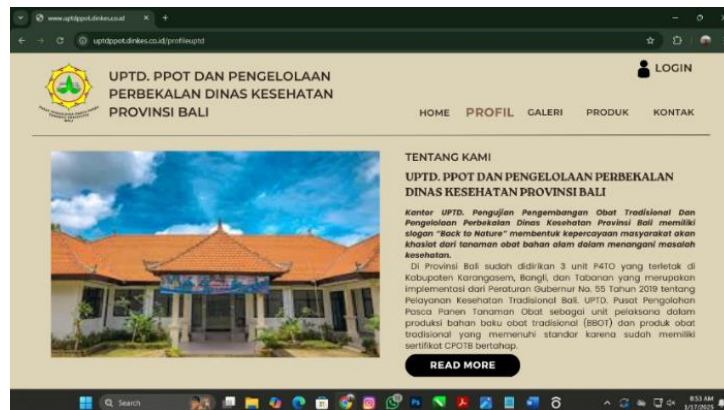 www.uptdppot.dinkes.co.id
uptdppot.dinkes.co.id/profileuptd
UPTD. PPOT DAN PENGELOLAAN
PERBEKALAN DINAS KESEHATAN
PROVINSI BALI
LOGIN
HOME PROFIL GALERI PRODUK KONTAK
TENTANG KAMI
UPTD. PPOT DAN PENGELOLAAN PERBEKALAN
DINAS KESEHATAN PROVINSI BALI
Kantor UPTD. Pengujian Pengembangan Obat Tradisional Dan
Pengelolaan Perbekalan Dinas Kesehatan Provinsi Bali memiliki
slogan "Back to Nature" membentuk kepercayaan masyarakat akan
khasiat dari tanaman obat bahan alam dalam menangani masalah
kesehatan.
Di Provinsi Bali sudah didirikan 3 unit P4TO yang terletak di
Kabupaten Karangasem, Bangli, dan Tabanan yang merupakan
implementasi dari Peraturan Gubernur No. 55 Tahun 2019 tentang
Pelayanan Kesehatan Tradisional Bali. UPTD. Pusat Pengolahan
Pasca Panen Tanaman Obat sebagai unit pelaksana dalam
produksi bahan baku obat tradisional (BBOT) dan produk obat
tradisional yang memenuhi standar karena sudah memiliki
sertifikat CPOTB bertahap.
READ MORE
Search
8:53 AM
1/17/2025